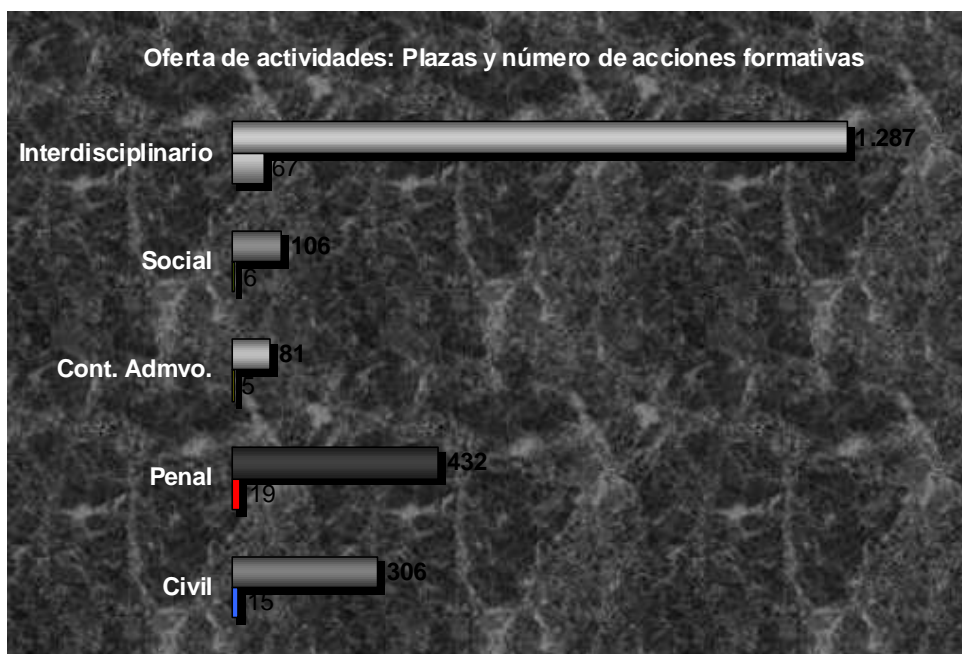 Oferta de actividades: Plazas y número de acciones formativas
Interdisciplinario
1.287
67
Social
106
6
Cont. Admvo.
81
5
Penal
432
19
Civil
306
15